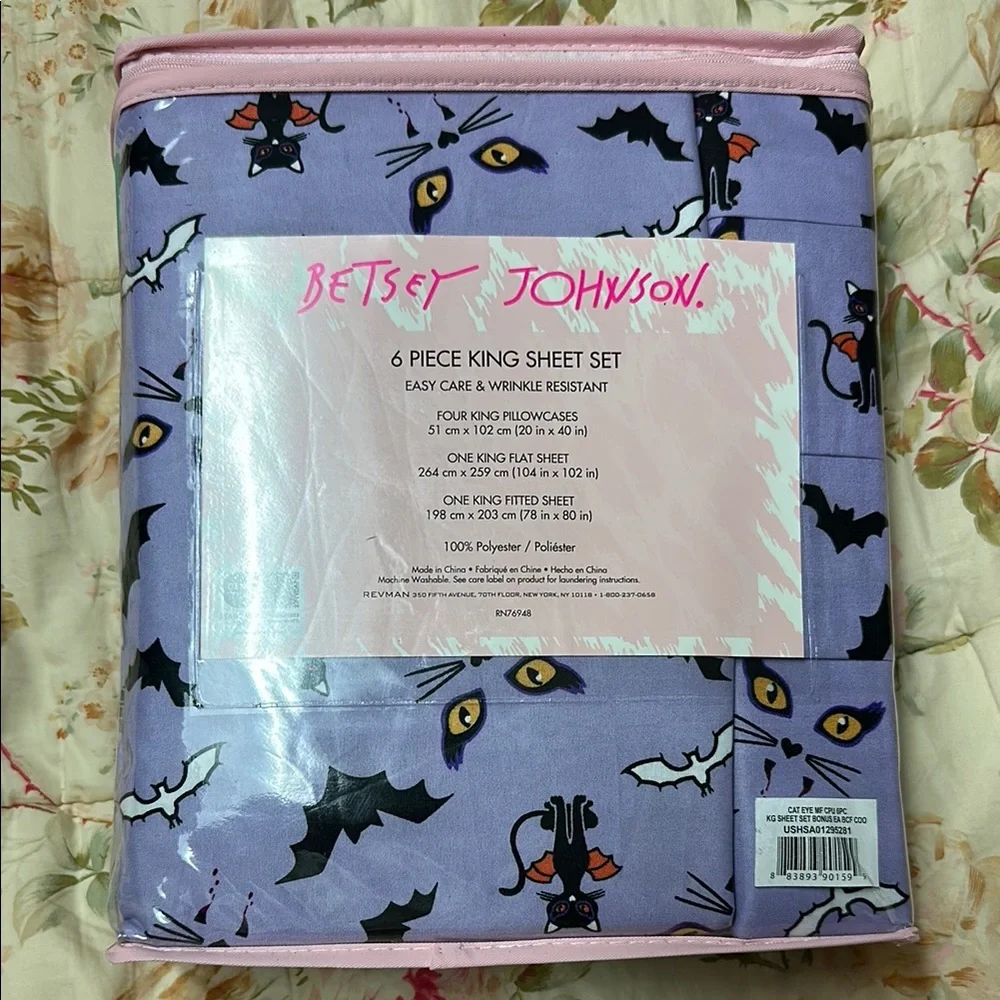 BETSEY JOHNSON.
6 PIECE KING SHEET SET
EASY CARE & WRINKLE RESISTANT
FOUR KING PILLOWCASES
51 cm x 102 cm (20 in x 40 in)
ONE KING FLAT SHEET
264 cm x 259 cm (104 in x 102 in)
ONE KING FITTED SHEET
198 cm x 203 cm (78 in x 80 in)
100% Polyester / Poliéster
Made in China • Fabriqué en Chine • Hecho en China
Machine Washable. See care label on product for laundering instructions.
REVMAN 350 FIFTH AVENUE, 70TH FLOOR, NEW YORK, NY 10118 • 1-800-237-0658
RN76948
CAT EYE MF CPU 6PC
KG SHEET SET BONUS EA BCF COO
USHSA01295281
8 83893 90159